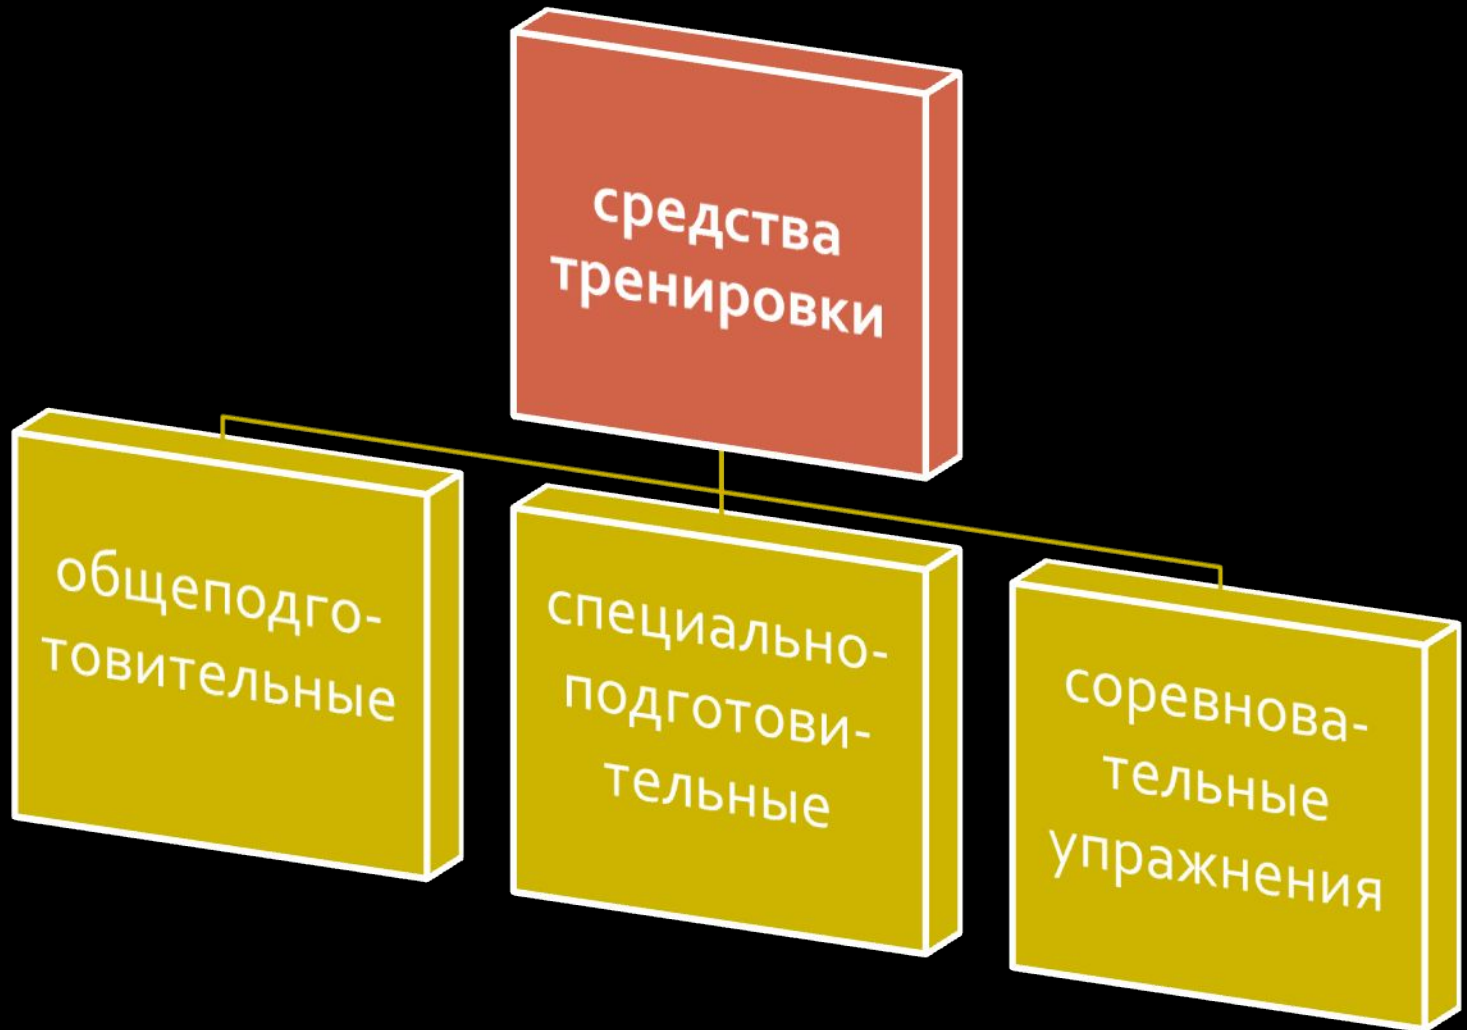 средства
тренировки
общеподго-
товительные
специально-
подготови-
тельные
соревнова-
тельные
упражнения